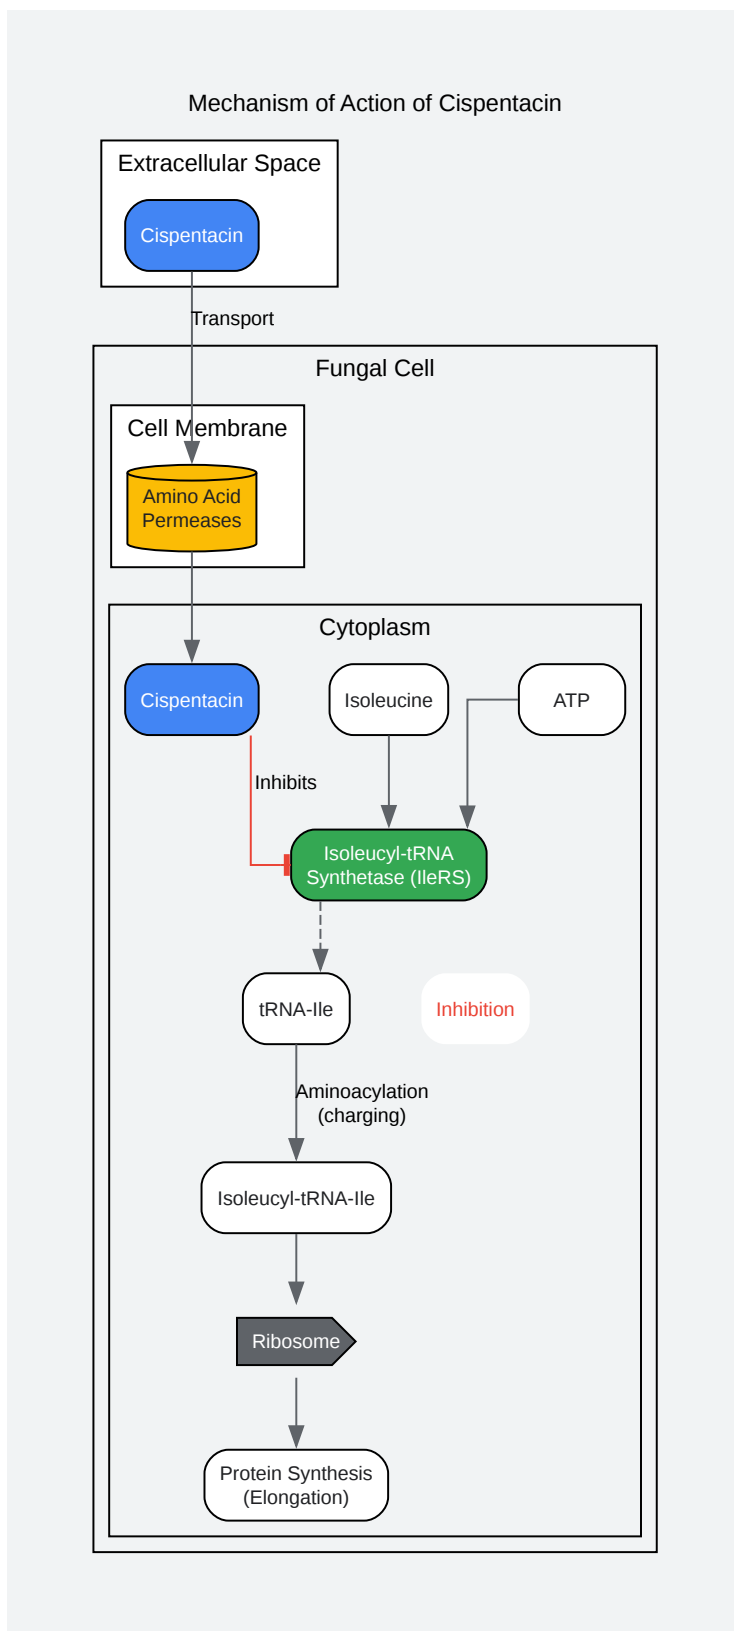 Mechanism of Action of Cispentacin
Extracellular Space
Cispentacin
Transport
Fungal Cell
Cell Membrane
Amino Acid
Permeases
Cytoplasm
Cispentacin
Isoleucine
ATP
Inhibits
Isoleucyl-tRNA
Synthetase (IleRS)
tRNA-Ile
Inhibition
Aminoacylation
(charging)
Isoleucyl-tRNA-Ile
Ribosome
Protein Synthesis
(Elongation)